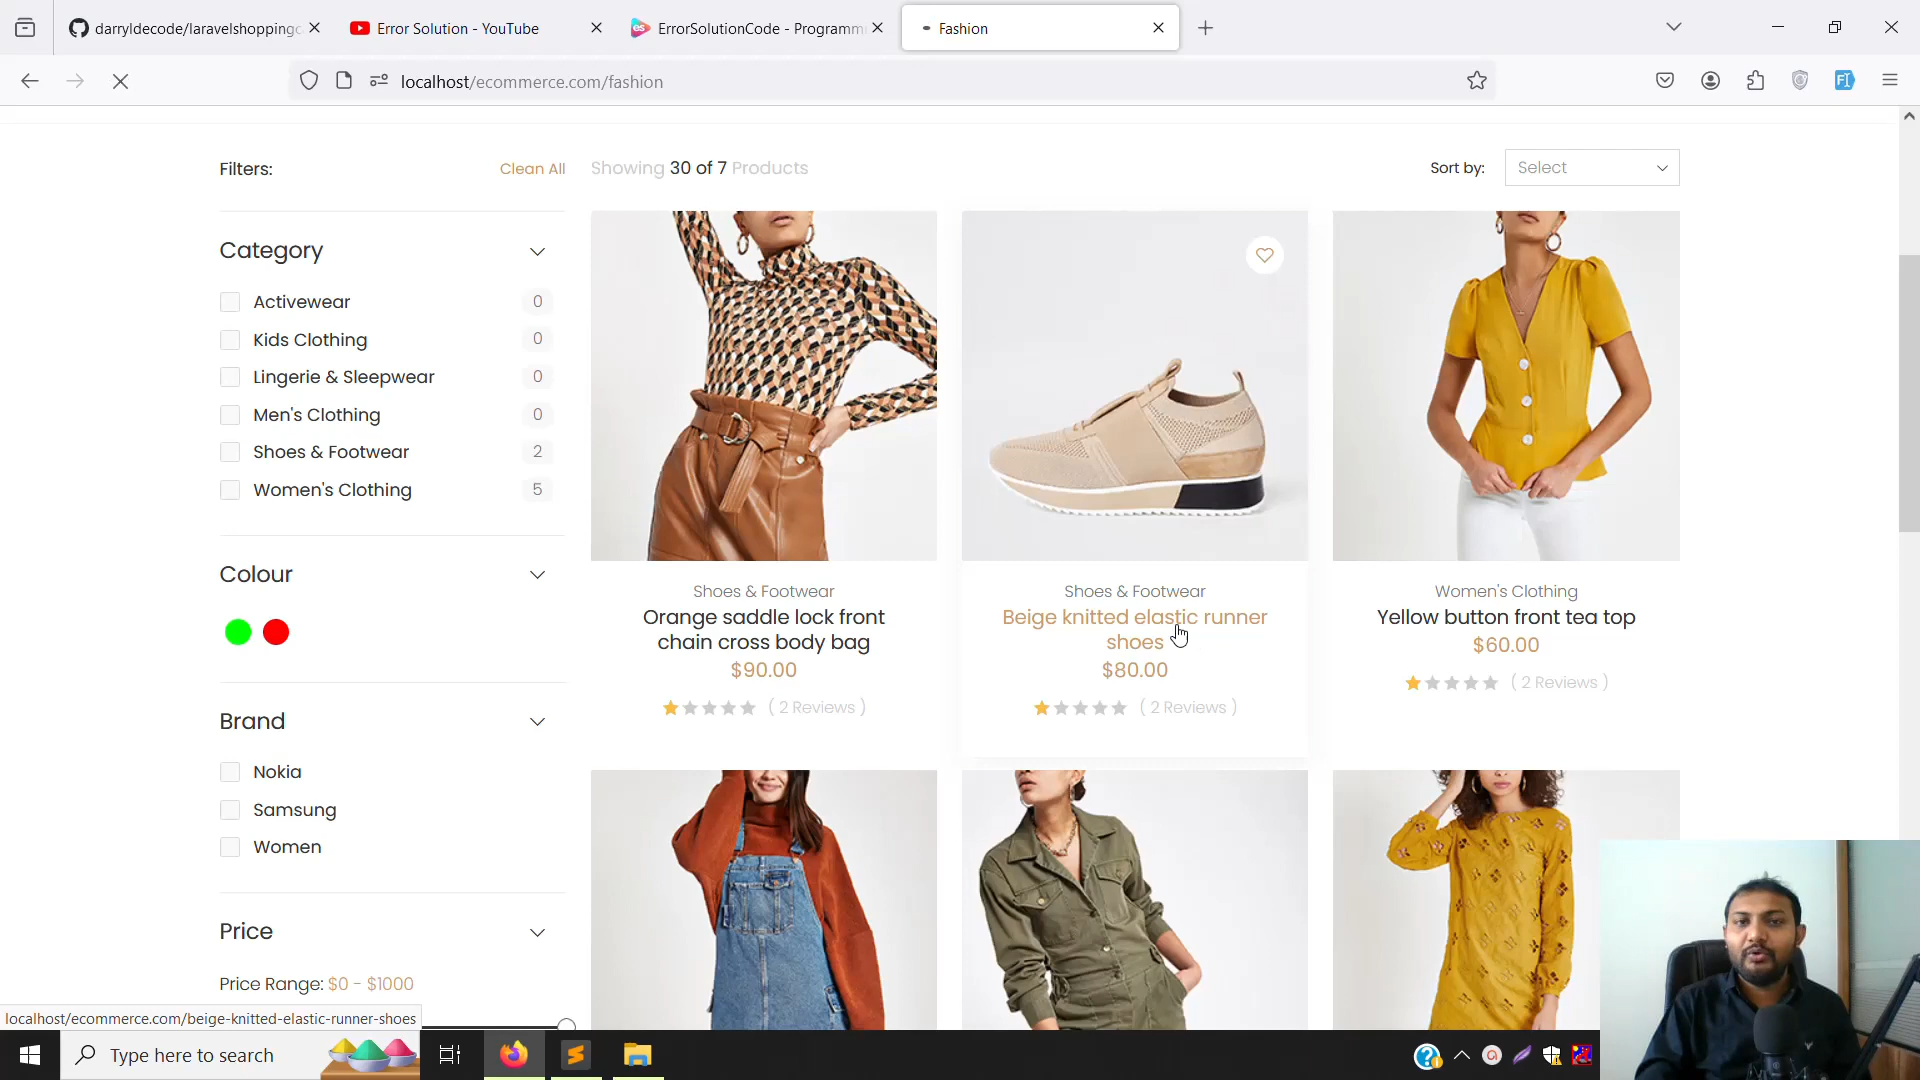 darryldecode/laravelshoppingc
Error Solution - YouTube
es
ErrorSolutionCode - Programm
Fashion
localhost/ecommerce.com/fashion
FT
Filters:
Clean All
Showing 30 of 7 Products
Sort by:
Select
Category
Activewear 0
Kids Clothing 0
Lingerie & Sleepwear 0
Men's Clothing 0
Shoes & Footwear 2
Women's Clothing 5
Colour
Brand
Nokia
Samsung
Women
Price
Price Range: $0 - $1000
Shoes & Footwear
Orange saddle lock front
chain cross body bag
$90.00
( 2 Reviews )
Shoes & Footwear
Beige knitted elastic runner
shoes
$80.00
( 2 Reviews )
Women's Clothing
Yellow button front tea top
$60.00
( 2 Reviews )
localhost/ecommerce.com/beige-knitted-elastic-runner-shoes
Type here to search